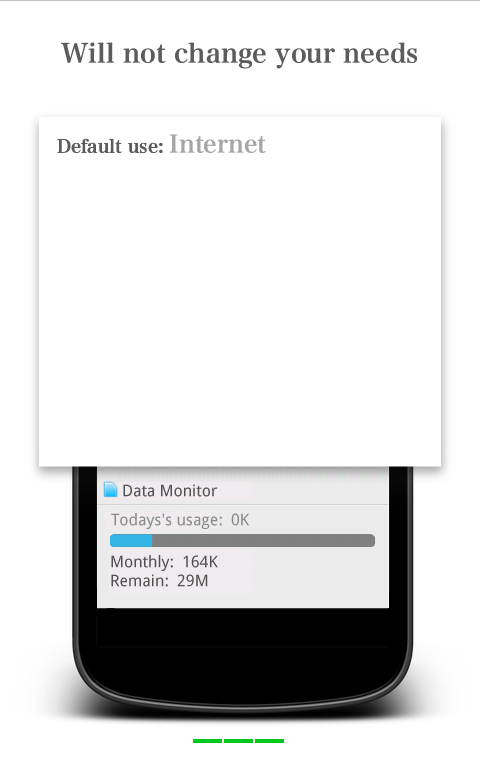 Will not change your needs
Default use: Internet
Data Monitor
Todays's usage: 0K
Monthly: 164K
Remain: 29M